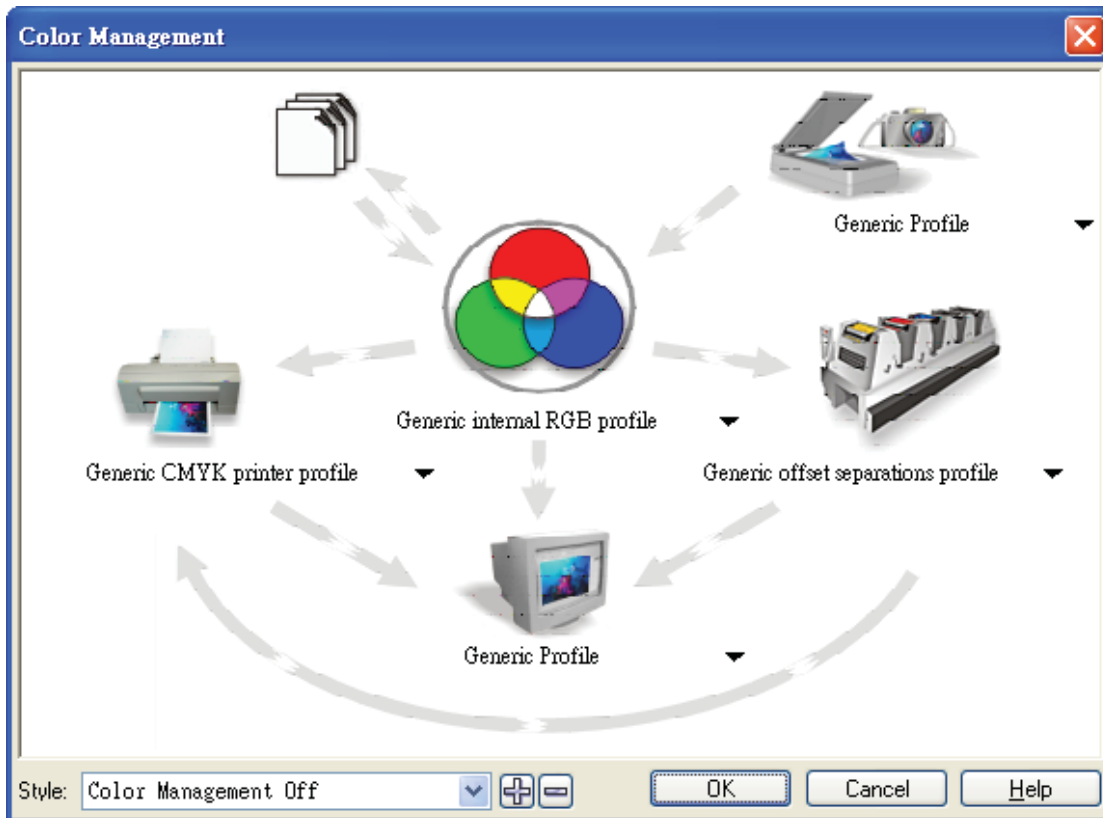 Color Management
Generic Profile
Generic internal RGB profile
Generic CMYK printer profile
Generic offset separations profile
Generic Profile
Style: Color Management Off
OK
Cancel
Help